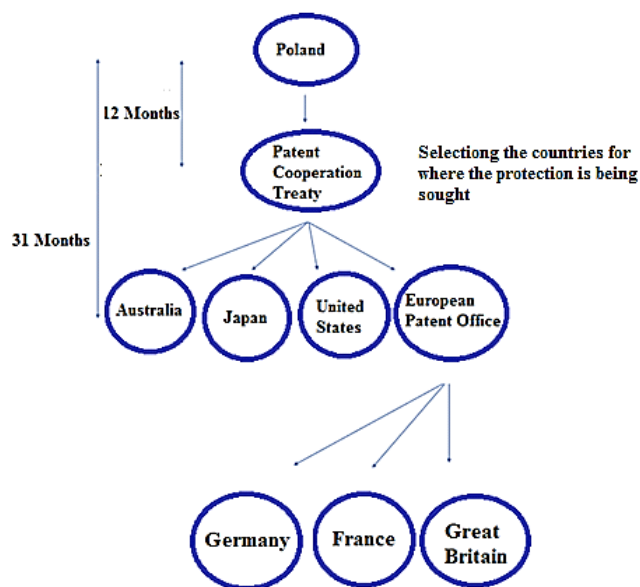 Poland
12 Months
Patent
Cooperation
Treaty
Selectiong the countries for
where the protection is being
sought
31 Months
Australia
Japan
United
States
European
Patent Office
Germany
France
Great
Britain